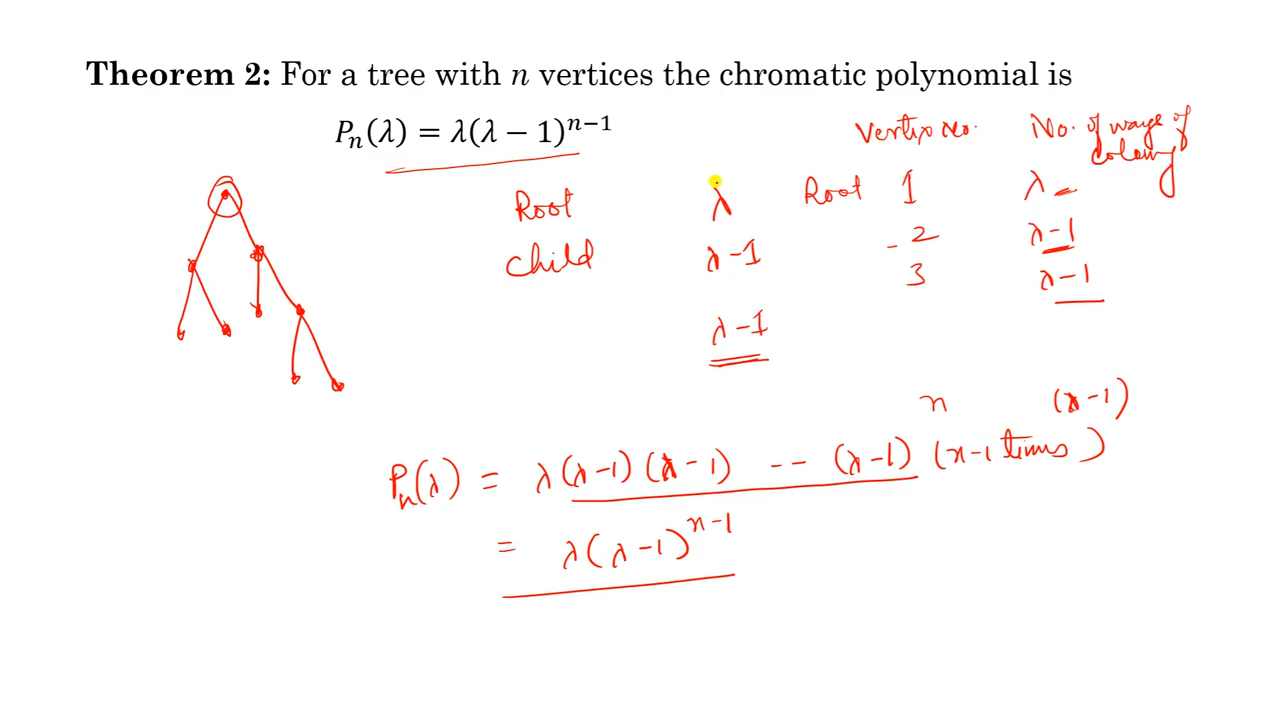 Theorem 2: For a tree with n vertices the chromatic polynomial is
Pₙ(λ) = λ(λ − 1)ⁿ⁻¹
Vertix No. No. of ways of colouring
Root λ Root 1 λ
Child λ-1 - 2 λ-1
3 λ-1
λ-1
n (λ-1)
Pₙ(λ) = λ(λ-1)(λ-1) -- (λ-1) (n-1 times)
= λ(λ-1)ⁿ⁻¹